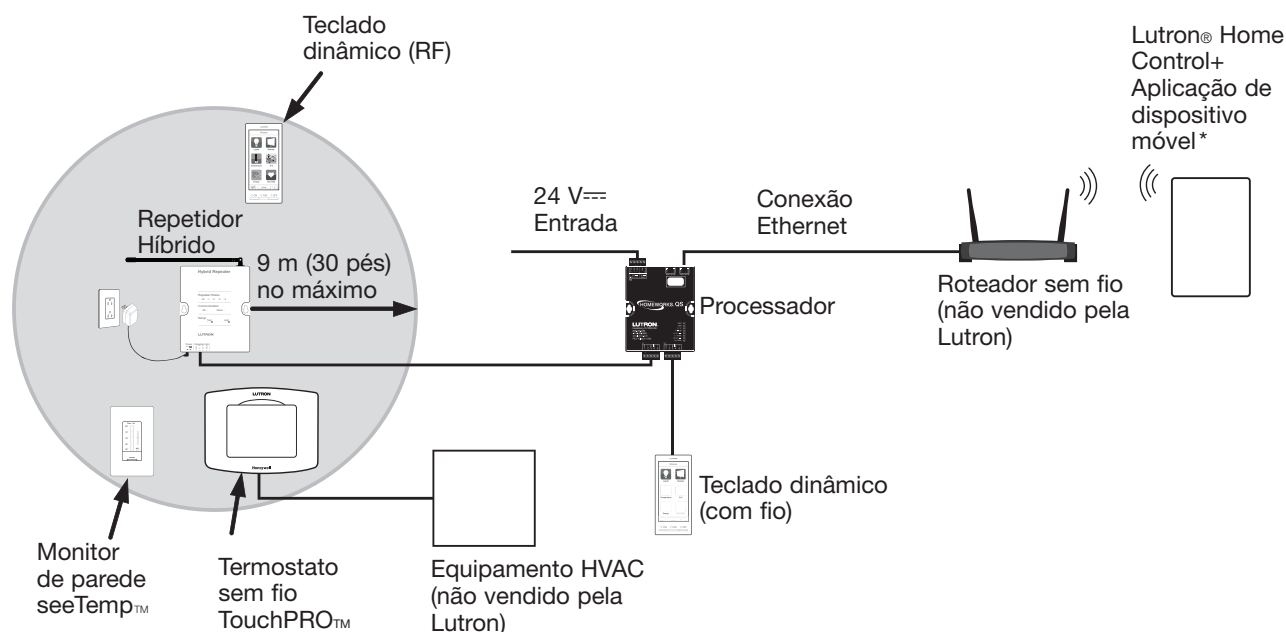 Teclado
dinâmico (RF)
Lutron® Home
Control+
Aplicação de
dispositivo
móvel*
Repetidor
Híbrido
9 m (30 pés)
no máximo
Hybrid Repeater
LUTRON
24 V⎓
Entrada
Conexão
Ethernet
HOMEWORKS QS
LUTRON
Processador
Roteador sem fio
(não vendido pela
Lutron)
LUTRON
Honeywell
Teclado dinâmico
(com fio)
Monitor
de parede
seeTemp™
Termostato
sem fio
TouchPRO™
Equipamento HVAC
(não vendido pela
Lutron)